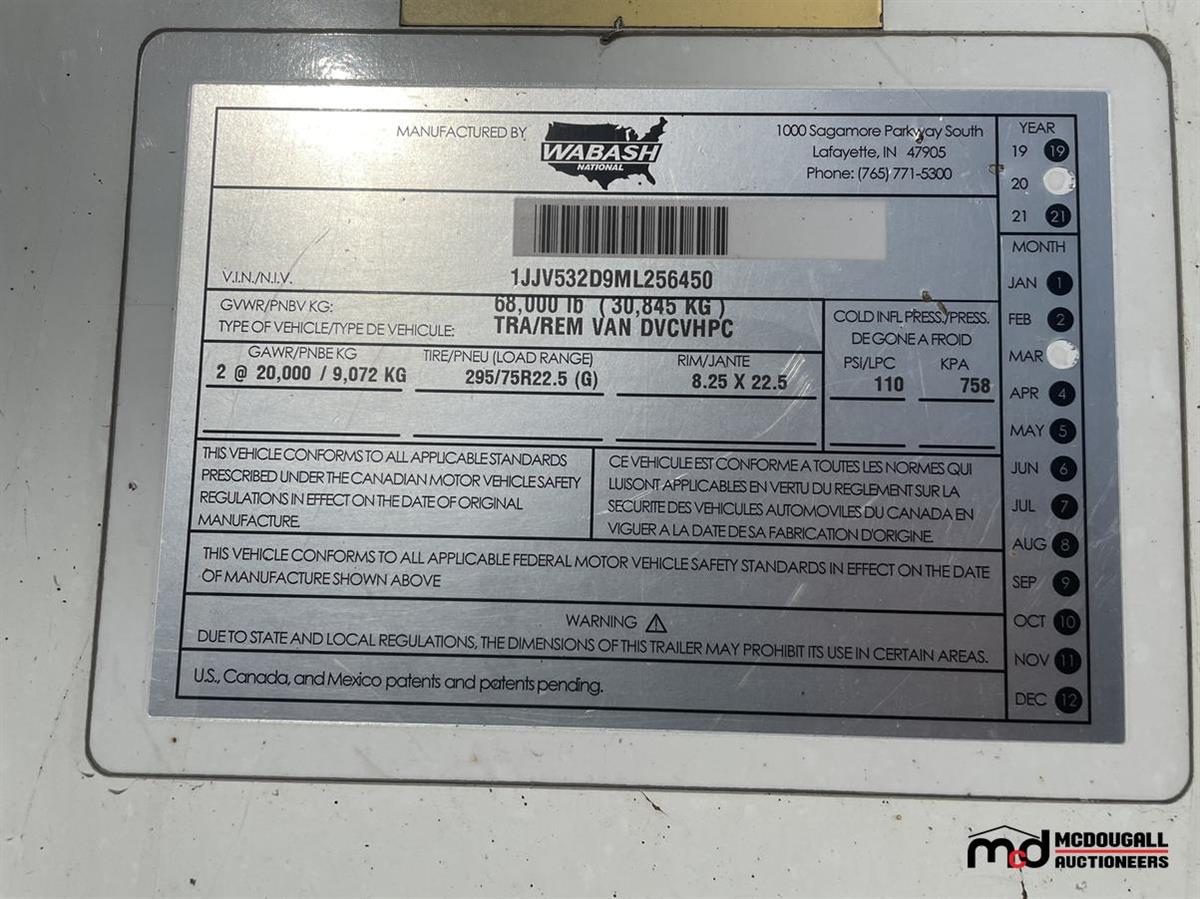 MANUFACTURED BY
WABASH
NATIONAL
1000 Sagamore Parkway South
Lafayette, IN 47905
Phone: (765) 771-5300
V.I.N./N.I.V.
1JJV532D9ML256450
GVWR/PNBV KG:
68,000 lb ( 30,845 KG )
TYPE OF VEHICLE/TYPE DE VEHICULE:
TRA/REM VAN DVCVHPC
GAWR/PNBE KG
2 @ 20,000 / 9,072 KG
TIRE/PNEU (LOAD RANGE)
295/75R22.5 (G)
RIM/JANTE
8.25 X 22.5
COLD INFL PRESS./PRESS.
DE GONE A FROID
PSI/LPC KPA
110 758
THIS VEHICLE CONFORMS TO ALL APPLICABLE STANDARDS
PRESCRIBED UNDER THE CANADIAN MOTOR VEHICLE SAFETY
REGULATIONS IN EFFECT ON THE DATE OF ORIGINAL
MANUFACTURE.
CE VEHICULE EST CONFORME A TOUTES LES NORMES QUI
LUISONT APPLICABLES EN VERTU DU REGLEMENT SUR LA
SECURITE DES VEHICULES AUTOMOVILES DU CANADA EN
VIGUER A LA DATE DE SA FABRICATION D'ORIGINE.
THIS VEHICLE CONFORMS TO ALL APPLICABLE FEDERAL MOTOR VEHICLE SAFETY STANDARDS IN EFFECT ON THE DATE
OF MANUFACTURE SHOWN ABOVE
WARNING
DUE TO STATE AND LOCAL REGULATIONS, THE DIMENSIONS OF THIS TRAILER MAY PROHIBIT ITS USE IN CERTAIN AREAS.
U.S., Canada, and Mexico patents and patents pending.
YEAR
19 19
20
21 21
MONTH
JAN 1
FEB 2
MAR
APR 4
MAY 5
JUN 6
JUL 7
AUG 8
SEP 9
OCT 10
NOV 11
DEC 12
mcd MCDOUGALL
AUCTIONEERS